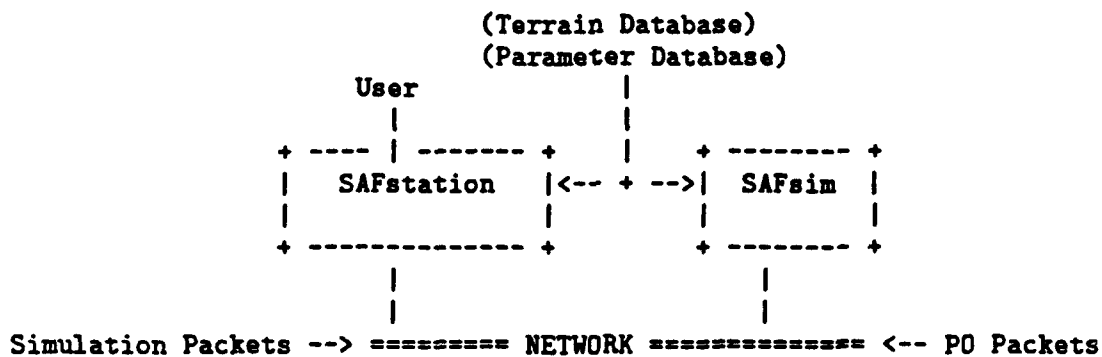 (Terrain Database)
(Parameter Database)
User
SAFstation
SAFsim
Simulation Packets --> ========= NETWORK ============== <-- PO Packets